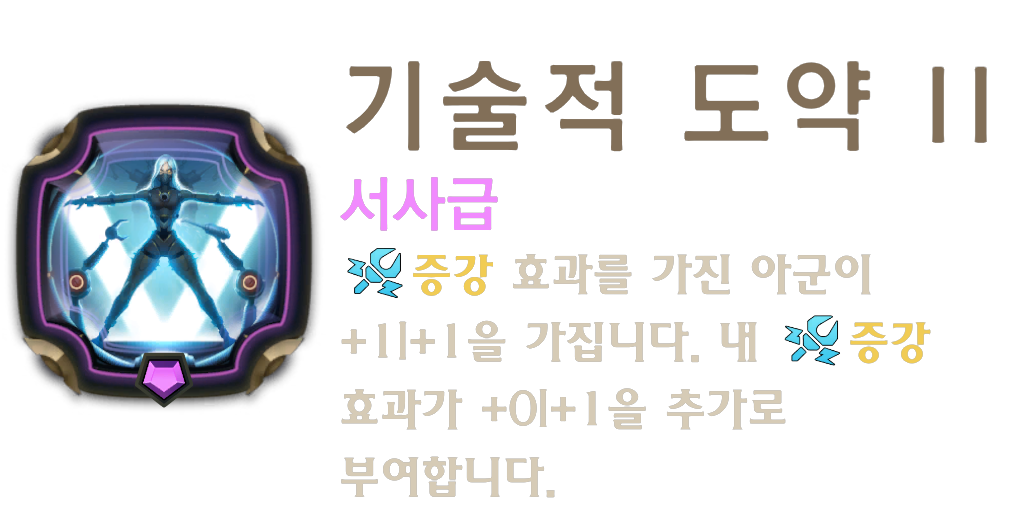 기술적 도약 II
서사급
증강 효과를 가진 아군이
+1|+1을 가집니다. 내 증강
효과가 +0|+1을 추가로
부여합니다.